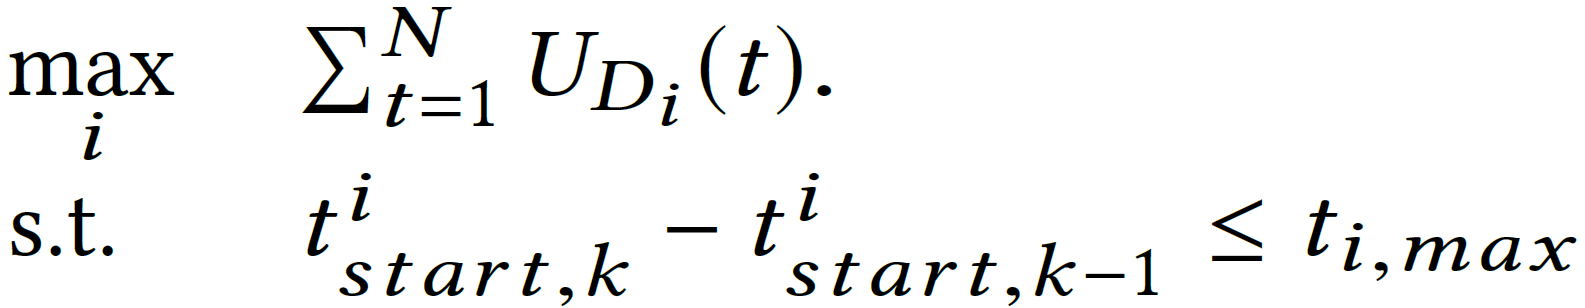 max_i ∑_{t=1}^{N} U_{D_i}(t).
s.t. t^i_{start,k} − t^i_{start,k−1} ≤ t_{i,max}